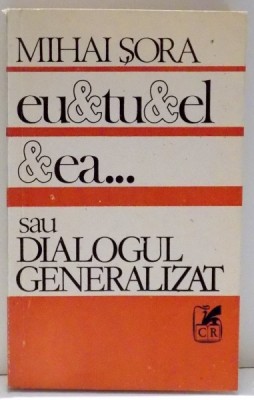 MIHAI ȘORA
eu&tu&el
&ea...
sau
DIALOGUL
GENERALIZAT
CR